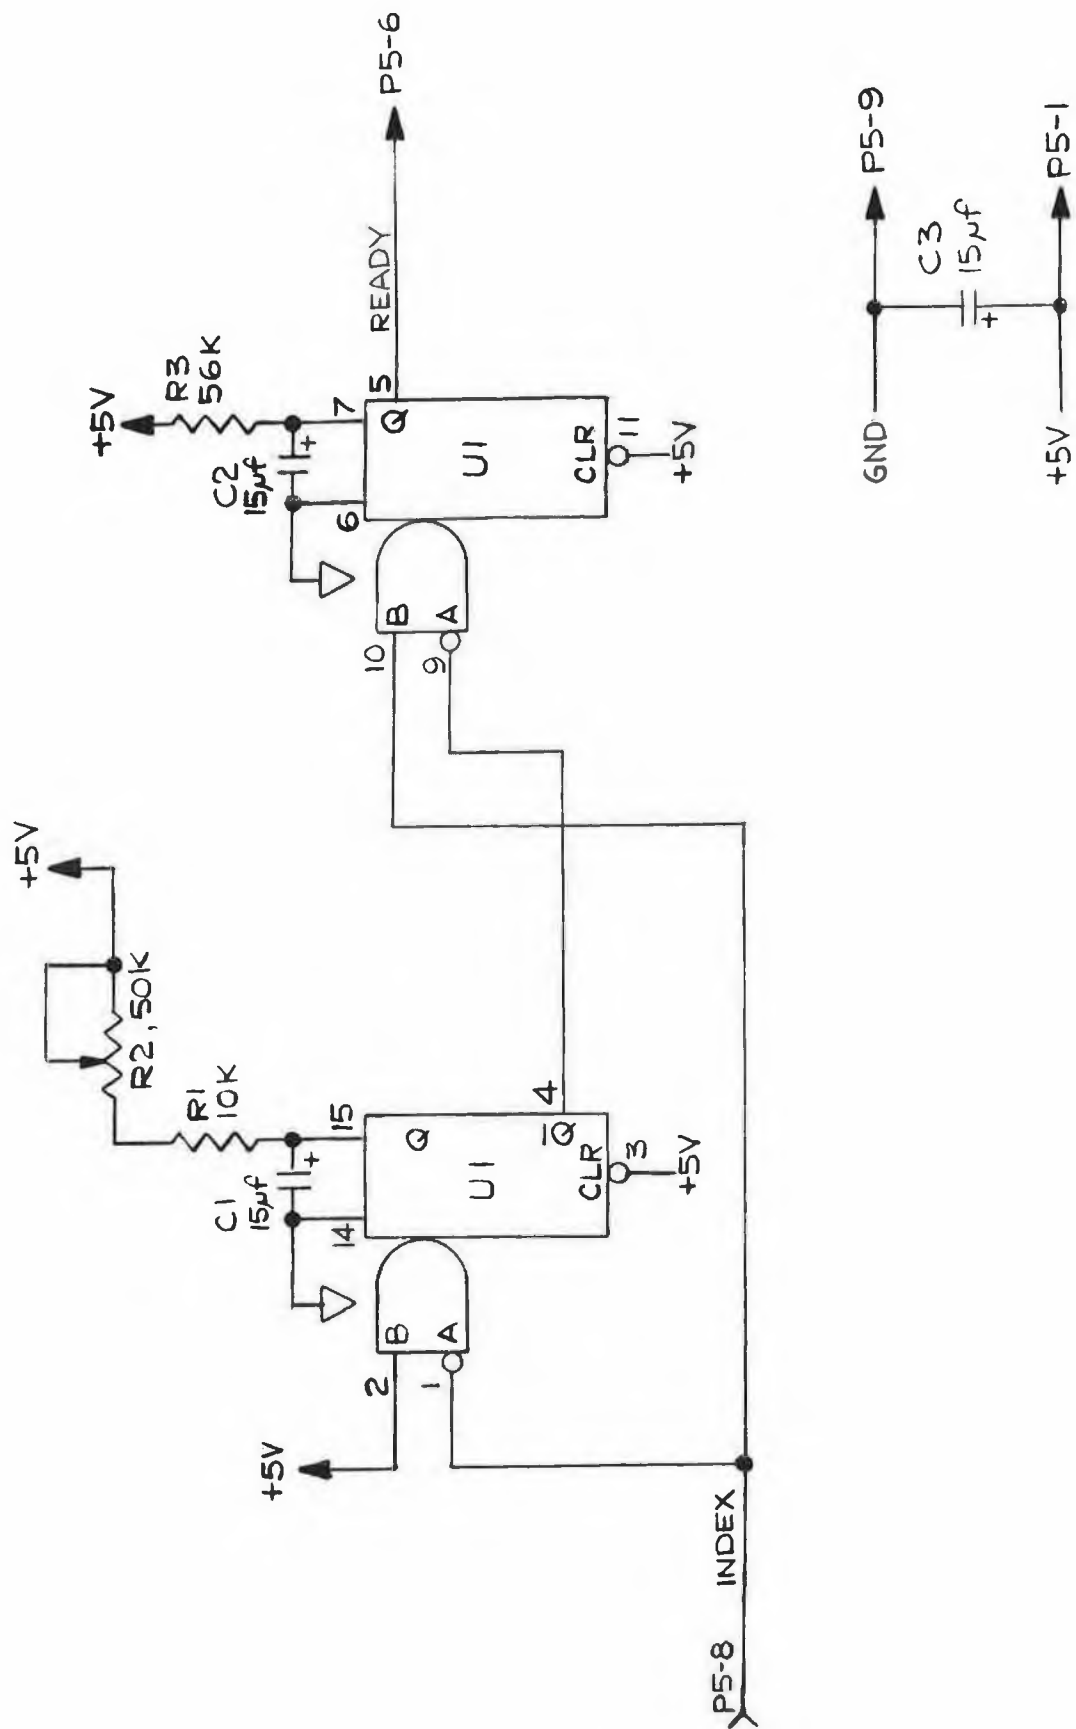 +5V
R2, 50K
R1
10K
C1
15µf
+
14
15
+5V
2
1
B
A
Q
U1
Q̅
CLR
4
3
+5V
P5-8
INDEX
+5V
R3
56K
C2
15µf
+
6
7
10
9
B
A
Q
U1
CLR
5
11
+5V
READY
P5-6
GND
P5-9
C3
15µf
+
+5V
P5-1